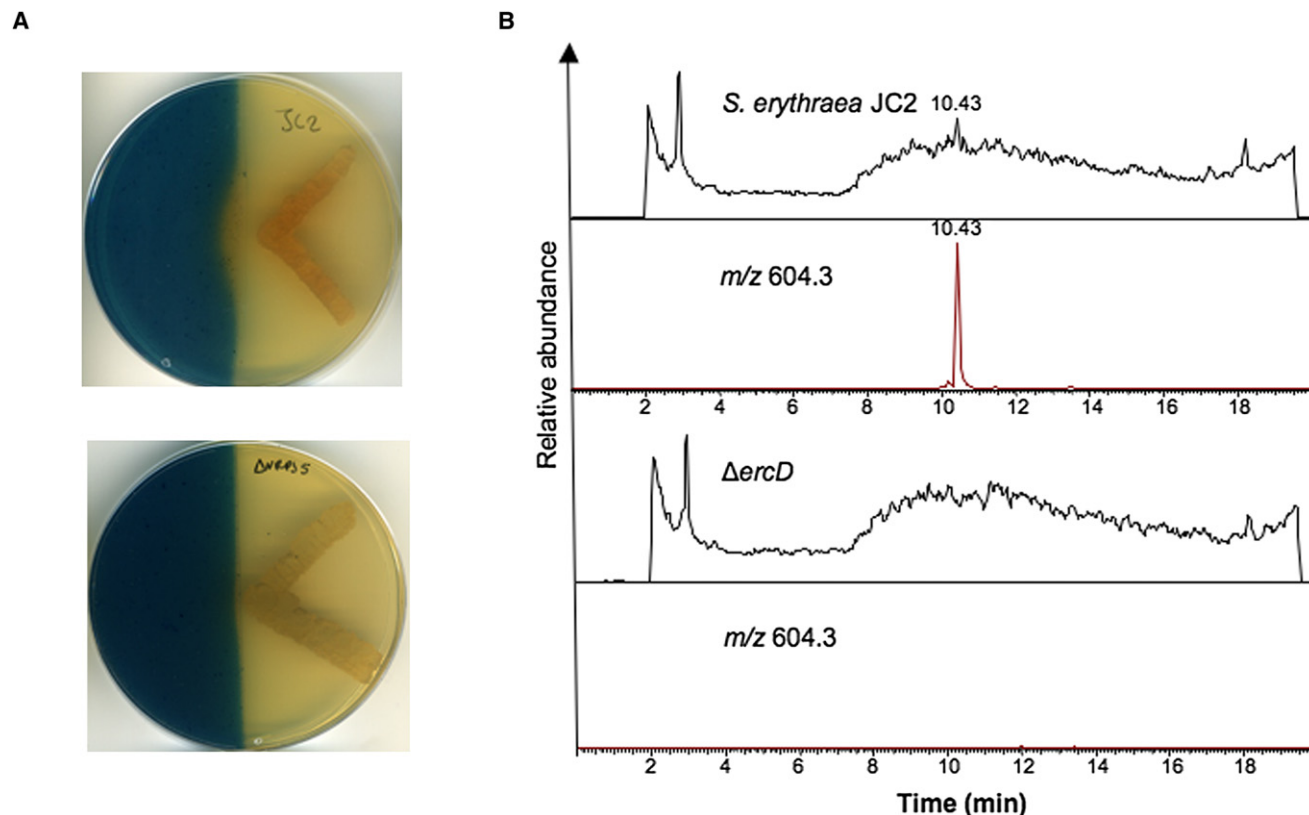 A
B
JC2
ΔNRPS5
Relative abundance
S. erythraea JC2
10.43
10.43
m/z 604.3
2 4 6 8 10 12 14 16 18
ΔercD
m/z 604.3
2 4 6 8 10 12 14 16 18
Time (min)